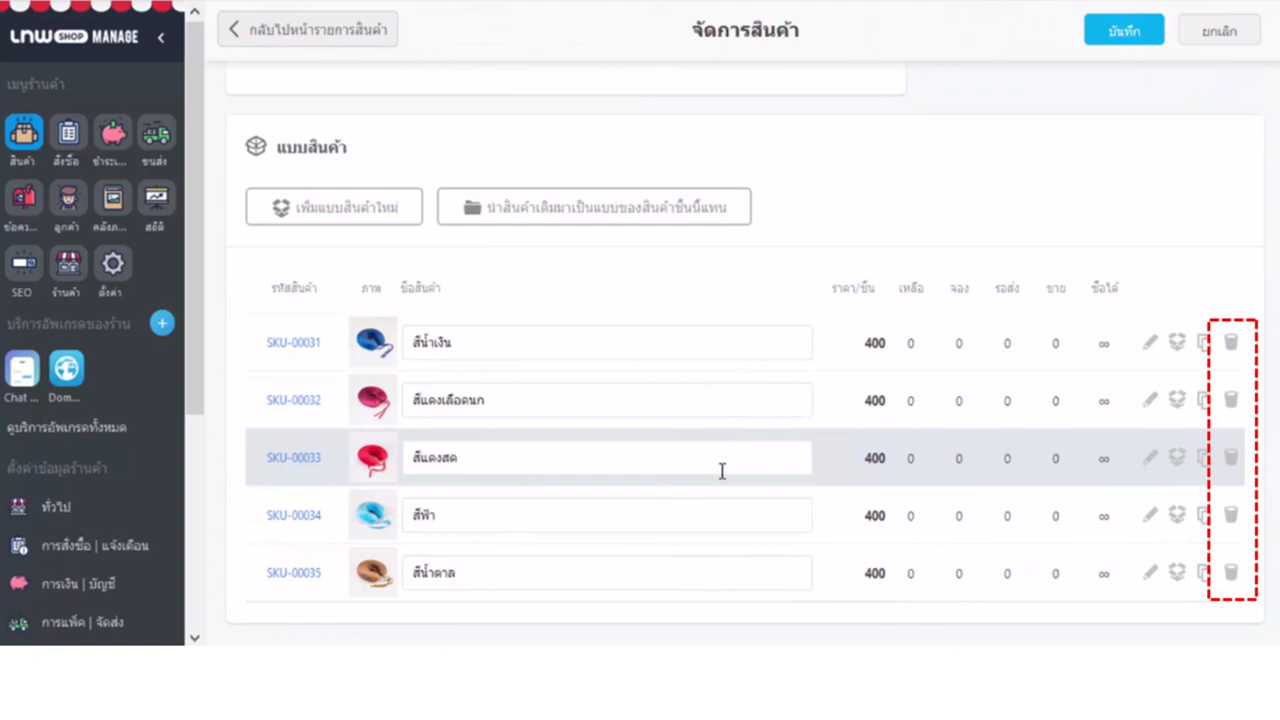 LnW SHOP MANAGE
กลับไปหน้ารายการสินค้า
จัดการสินค้า
บันทึก
ยกเลิก
เมนูร้านค้า
สินค้า สั่งซื้อ ชำระเ... ขนส่ง
ข้อคว... ลูกค้า คลังภ... สถิติ
SEO ร้านค้า ตั้งค่า
บริการอัพเกรดของร้าน
Chat ... Dom...
ดูบริการอัพเกรดทั้งหมด
ตั้งค่าข้อมูลร้านค้า
ทั่วไป
การสั่งซื้อ | แจ้งเตือน
การเงิน | บัญชี
การแพ็ค | จัดส่ง
แบบสินค้า
เพิ่มแบบสินค้าใหม่
นำสินค้าเดิมมาเป็นแบบของสินค้าชิ้นนี้แทน
รหัสสินค้า ภาพ ชื่อสินค้า ราคา/ชิ้น เหลือ จอง รอส่ง ขาย ซื้อได้
SKU-00031 สีน้ำเงิน 400 0 0 0 0 ∞
SKU-00032 สีแดงเลือดนก 400 0 0 0 0 ∞
SKU-00033 สีแดงสด 400 0 0 0 0 ∞
SKU-00034 สีฟ้า 400 0 0 0 0 ∞
SKU-00035 สีน้ำตาล 400 0 0 0 0 ∞